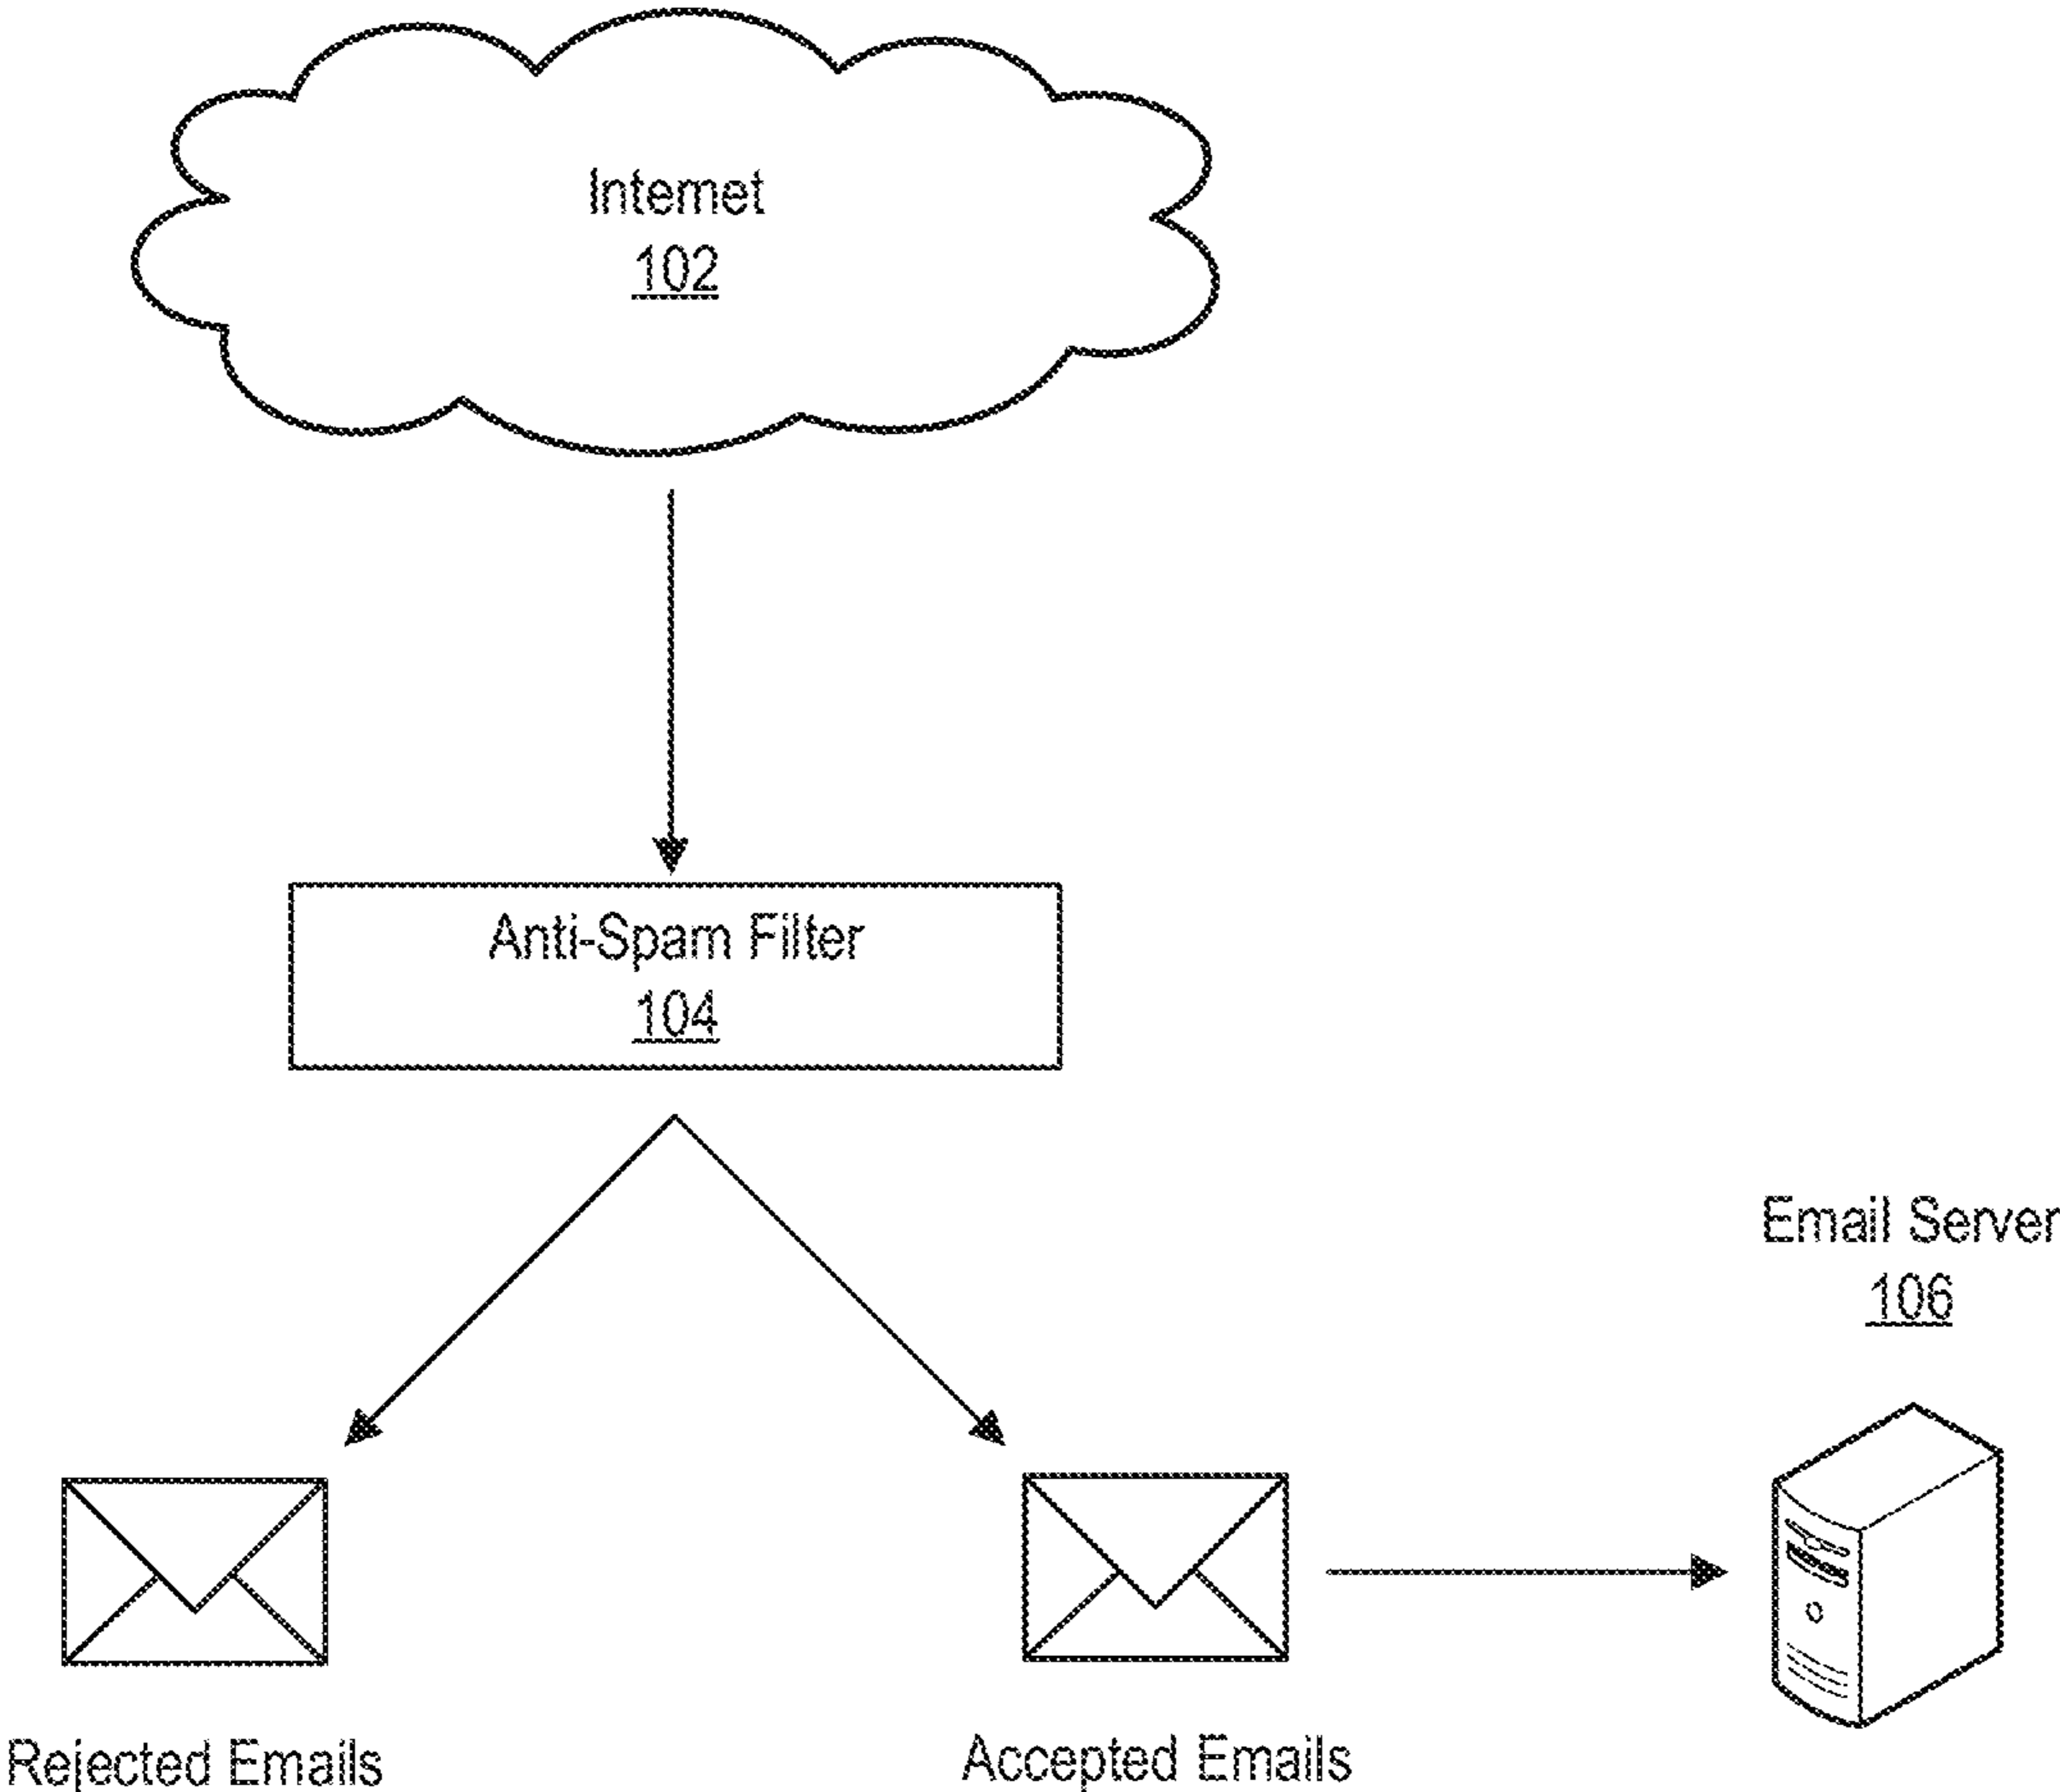 Internet
102
Anti-Spam Filter
104
Email Server
106
Rejected Emails
Accepted Emails